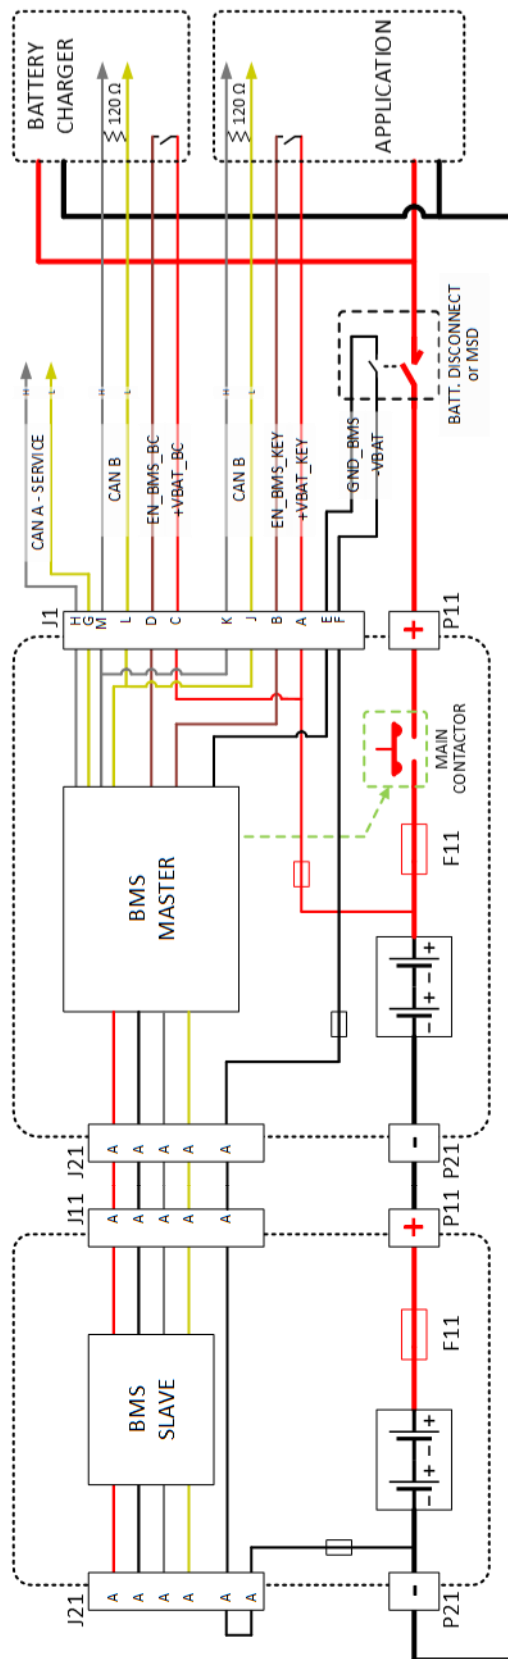 BATTERY
CHARGER
120 Ω
120 Ω
APPLICATION
CAN A - SERVICE
H
L
H
CAN B
L
EN_BMS_BC
+VBAT_BC
H
CAN B
L
EN_BMS_KEY
+VBAT_KEY
GND_BMS
-VBAT
BATT. DISCONNECT
or MSD
J1
H
G
M
L
D
C
K
J
B
A
E
F
+
P11
MAIN
CONTACTOR
BMS
MASTER
F11
- + - +
J21
A
A
A
A
A
-
P21
J11
A
A
A
A
A
+
P11
BMS
SLAVE
F11
- + - +
J21
A
A
A
A
A
A
-
P21